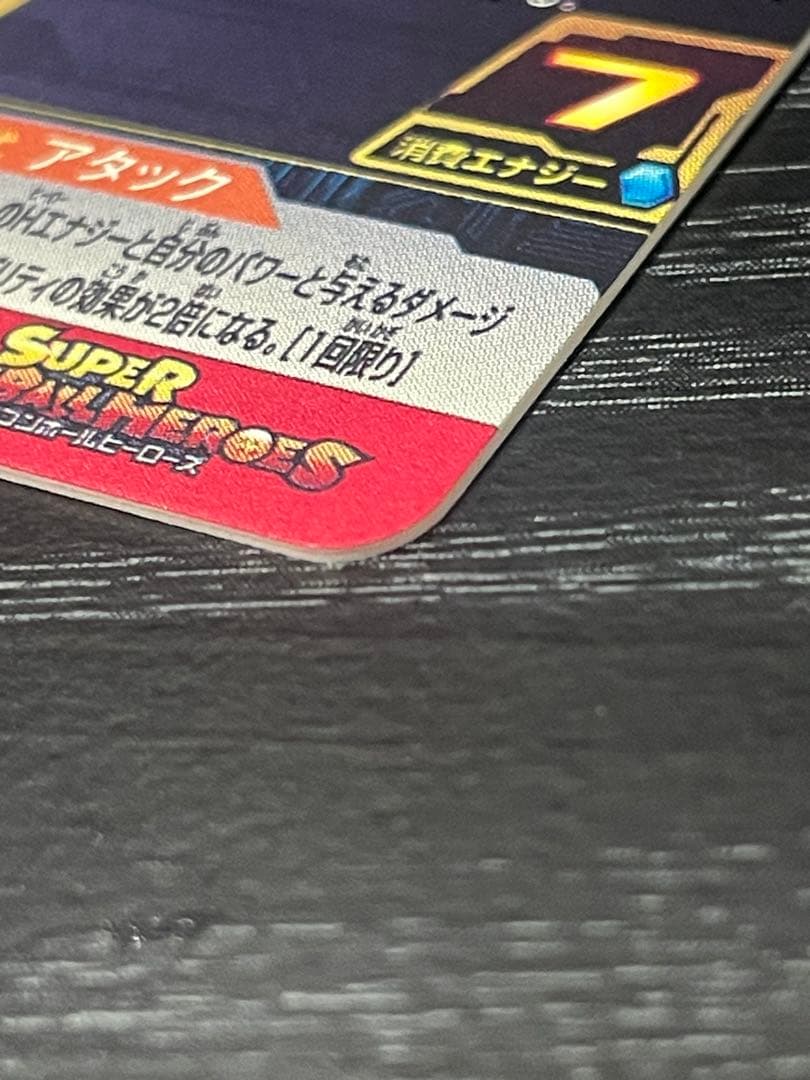 7
消費エナジー
アタック
のHエナジーと自分のパワーと与えるダメージ
リティの効果が2倍になる。[1回限り]
SUPER
BALL HEROES
ゴンボールヒーローズ